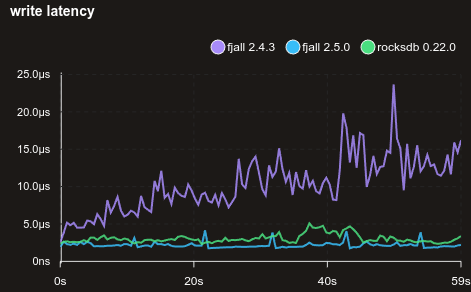 write latency
fjall 2.4.3 fjall 2.5.0 rocksdb 0.22.0
25.0µs
20.0µs
15.0µs
10.0µs
5.0µs
0ns
0s 20s 40s 59s